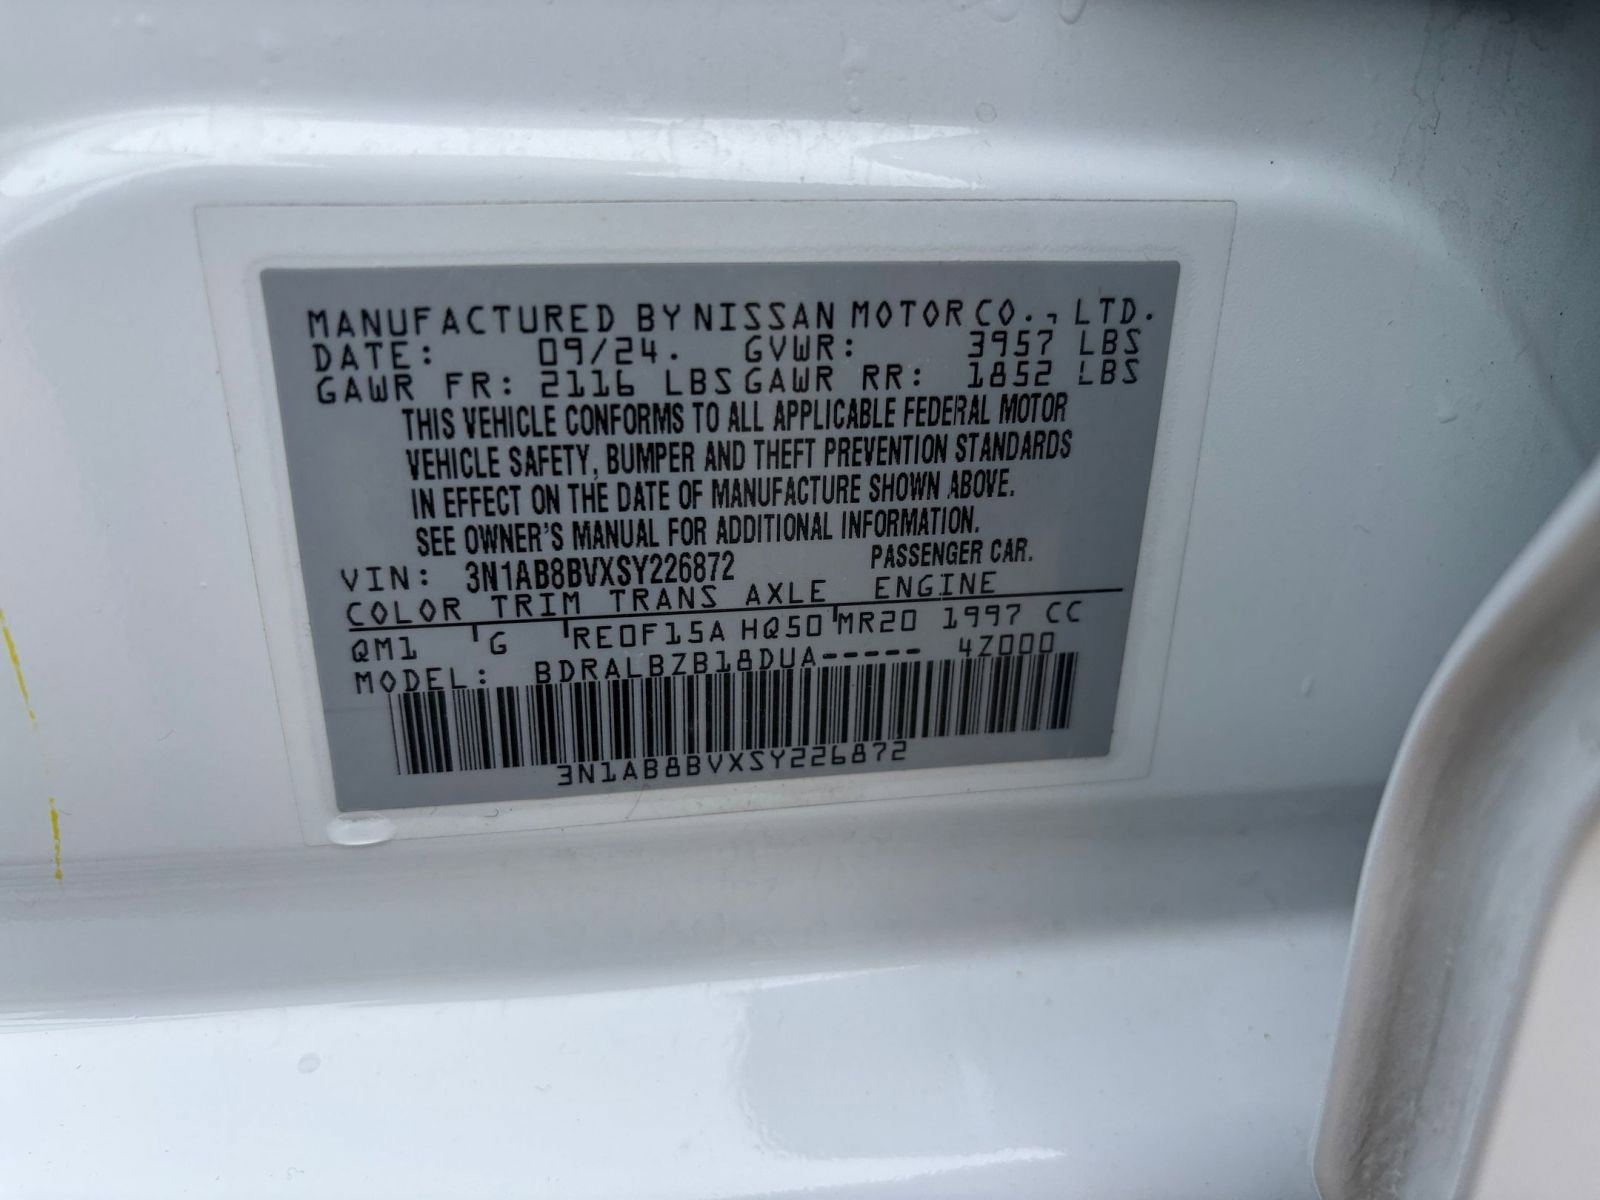 MANUFACTURED BY NISSAN MOTOR CO., LTD.
DATE: 09/24. GVWR: 3957 LBS
GAWR FR: 2116 LBS GAWR RR: 1852 LBS
THIS VEHICLE CONFORMS TO ALL APPLICABLE FEDERAL MOTOR
VEHICLE SAFETY, BUMPER AND THEFT PREVENTION STANDARDS
IN EFFECT ON THE DATE OF MANUFACTURE SHOWN ABOVE.
SEE OWNER'S MANUAL FOR ADDITIONAL INFORMATION.
VIN: 3N1AB8BVXSY226872 PASSENGER CAR.
COLOR TRIM TRANS AXLE ENGINE
QM1 G RE0F15A HQ50 MR20 1997 CC
MODEL: BDRALBZB18DUA----- 4Z000
3N1AB8BVXSY226872